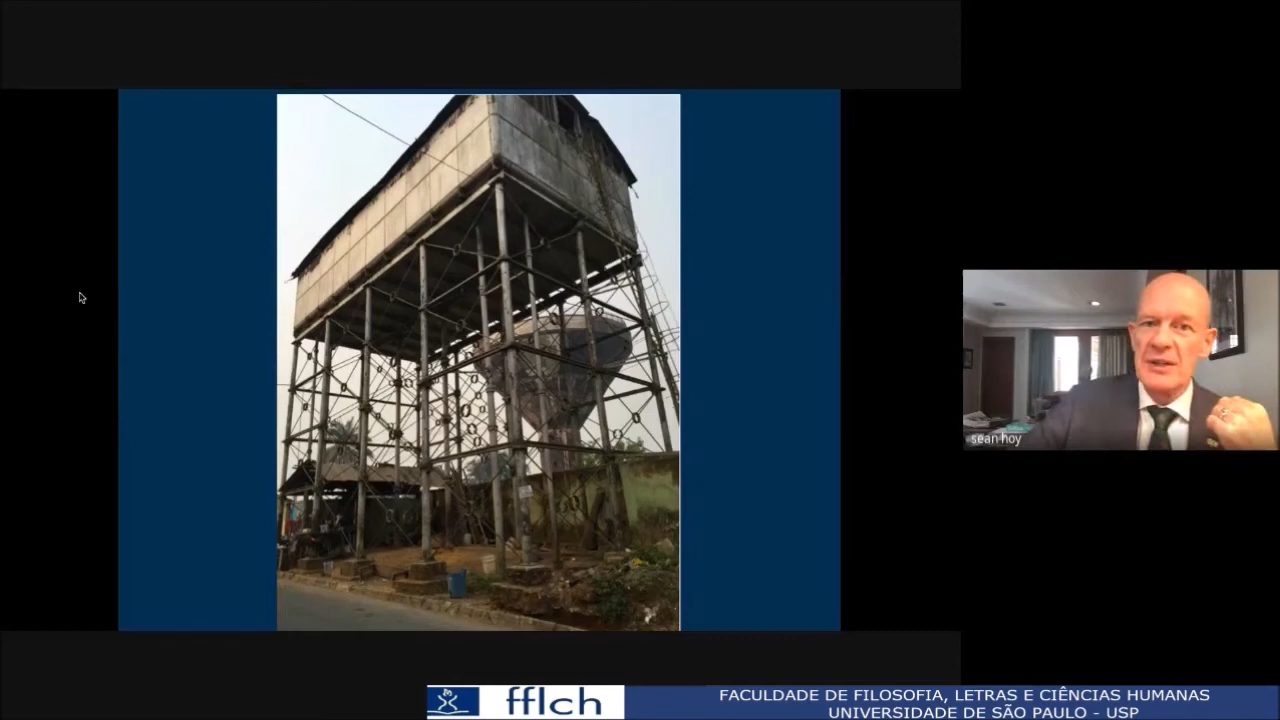 sean hoy
fflch
FACULDADE DE FILOSOFIA, LETRAS E CIÊNCIAS HUMANAS
UNIVERSIDADE DE SÃO PAULO - USP